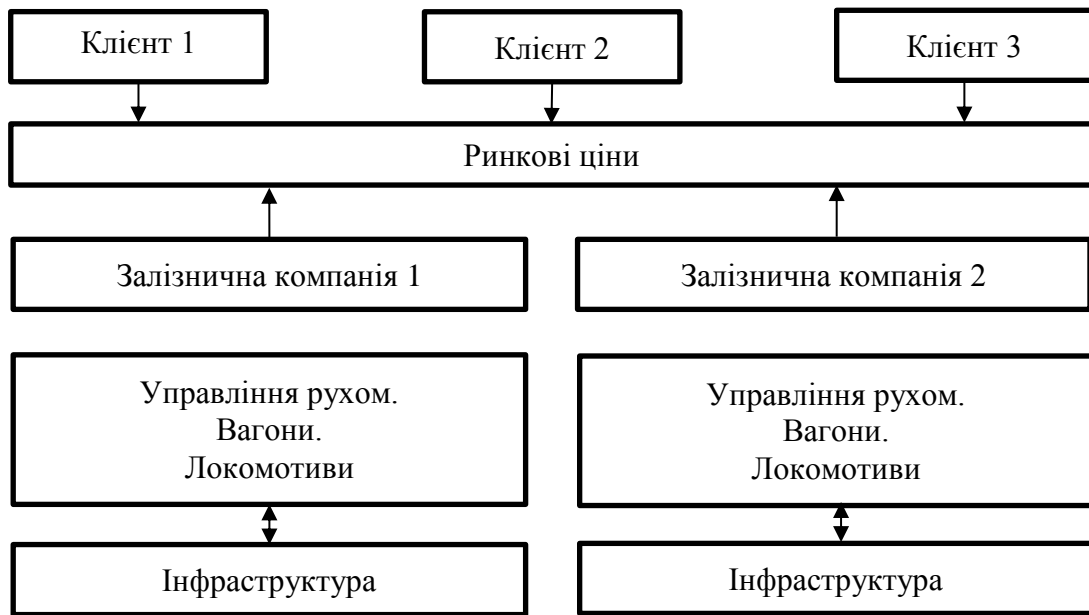 Клієнт 1
Клієнт 2
Клієнт 3
Ринкові ціни
Залізнична компанія 1
Залізнична компанія 2
Управління рухом.
Вагони.
Локомотиви
Управління рухом.
Вагони.
Локомотиви
Інфраструктура
Інфраструктура